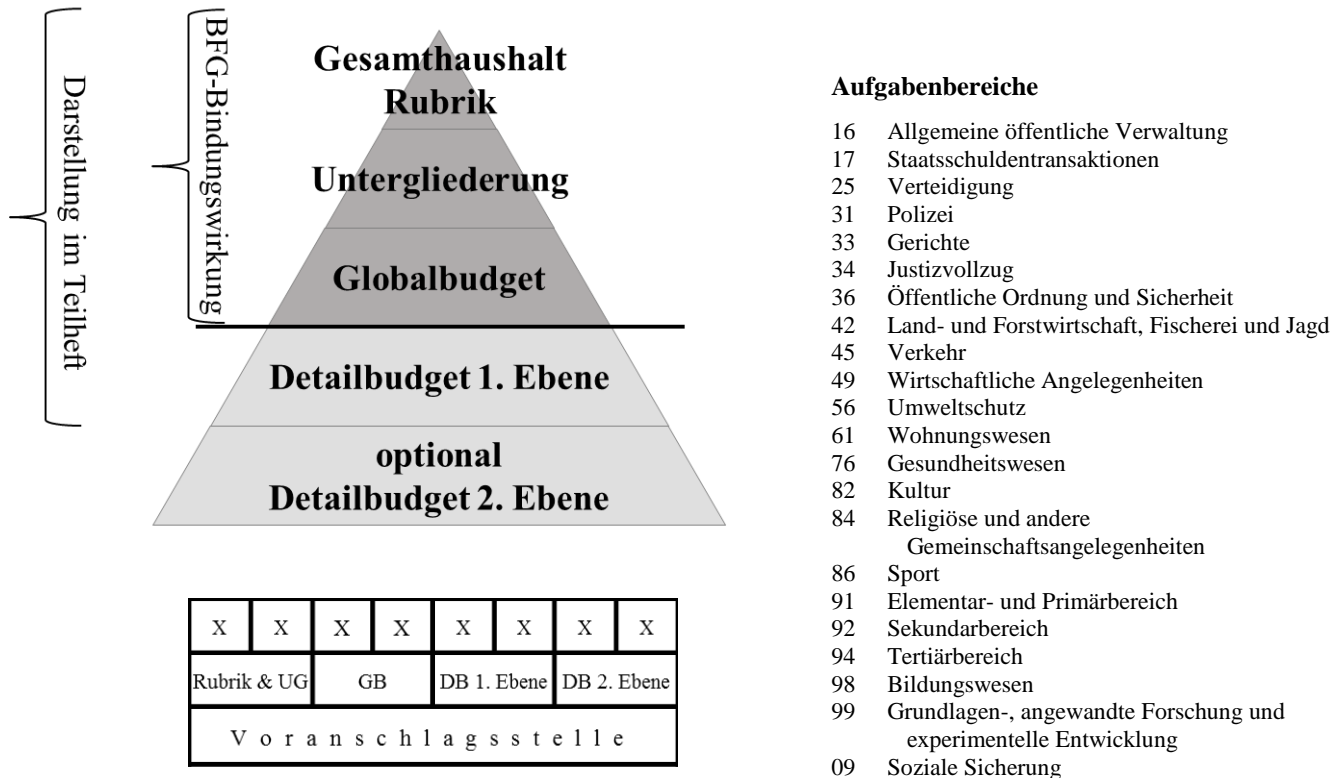 Darstellung im Teilheft
BFG-Bindungswirkung
Gesamthaushalt
Rubrik
Untergliederung
Globalbudget
Detailbudget 1. Ebene
optional
Detailbudget 2. Ebene
X X X X X X X X
Rubrik & UG GB DB 1. Ebene DB 2. Ebene
Voranschlagsstelle
Aufgabenbereiche
16 Allgemeine öffentliche Verwaltung
17 Staatsschuldentransaktionen
25 Verteidigung
31 Polizei
33 Gerichte
34 Justizvollzug
36 Öffentliche Ordnung und Sicherheit
42 Land- und Forstwirtschaft, Fischerei und Jagd
45 Verkehr
49 Wirtschaftliche Angelegenheiten
56 Umweltschutz
61 Wohnungswesen
76 Gesundheitswesen
82 Kultur
84 Religiöse und andere
Gemeinschaftsangelegenheiten
86 Sport
91 Elementar- und Primärbereich
92 Sekundarbereich
94 Tertiärbereich
98 Bildungswesen
99 Grundlagen-, angewandte Forschung und
experimentelle Entwicklung
09 Soziale Sicherung